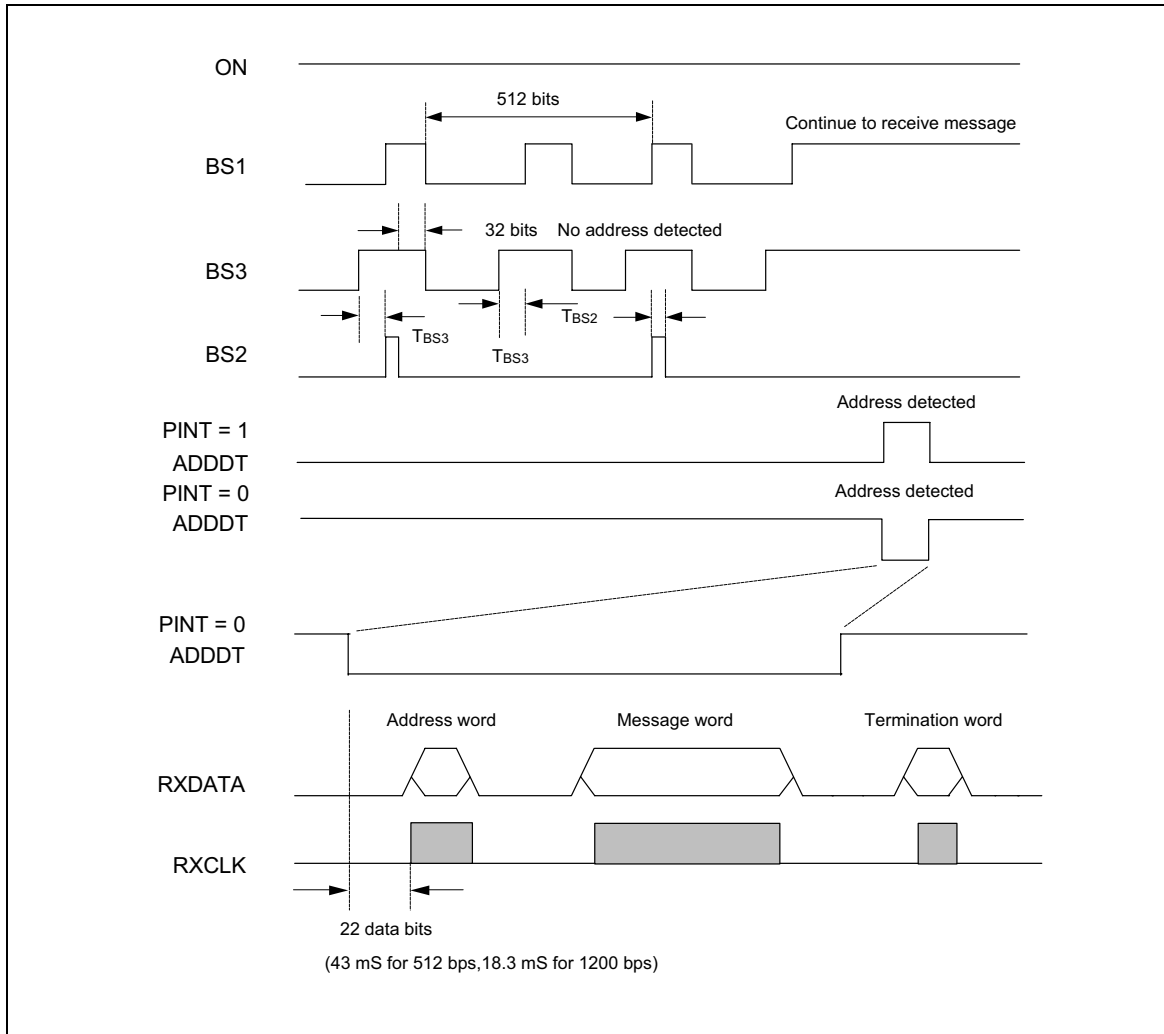 ON
512 bits
Continue to receive message
BS1
32 bits No address detected
BS3
TBS3
TBS3
TBS2
BS2
Address detected
PINT = 1
ADDDT
PINT = 0
Address detected
ADDDT
PINT = 0
ADDDT
Address word
Message word
Termination word
RXDATA
RXCLK
22 data bits
(43 mS for 512 bps,18.3 mS for 1200 bps)